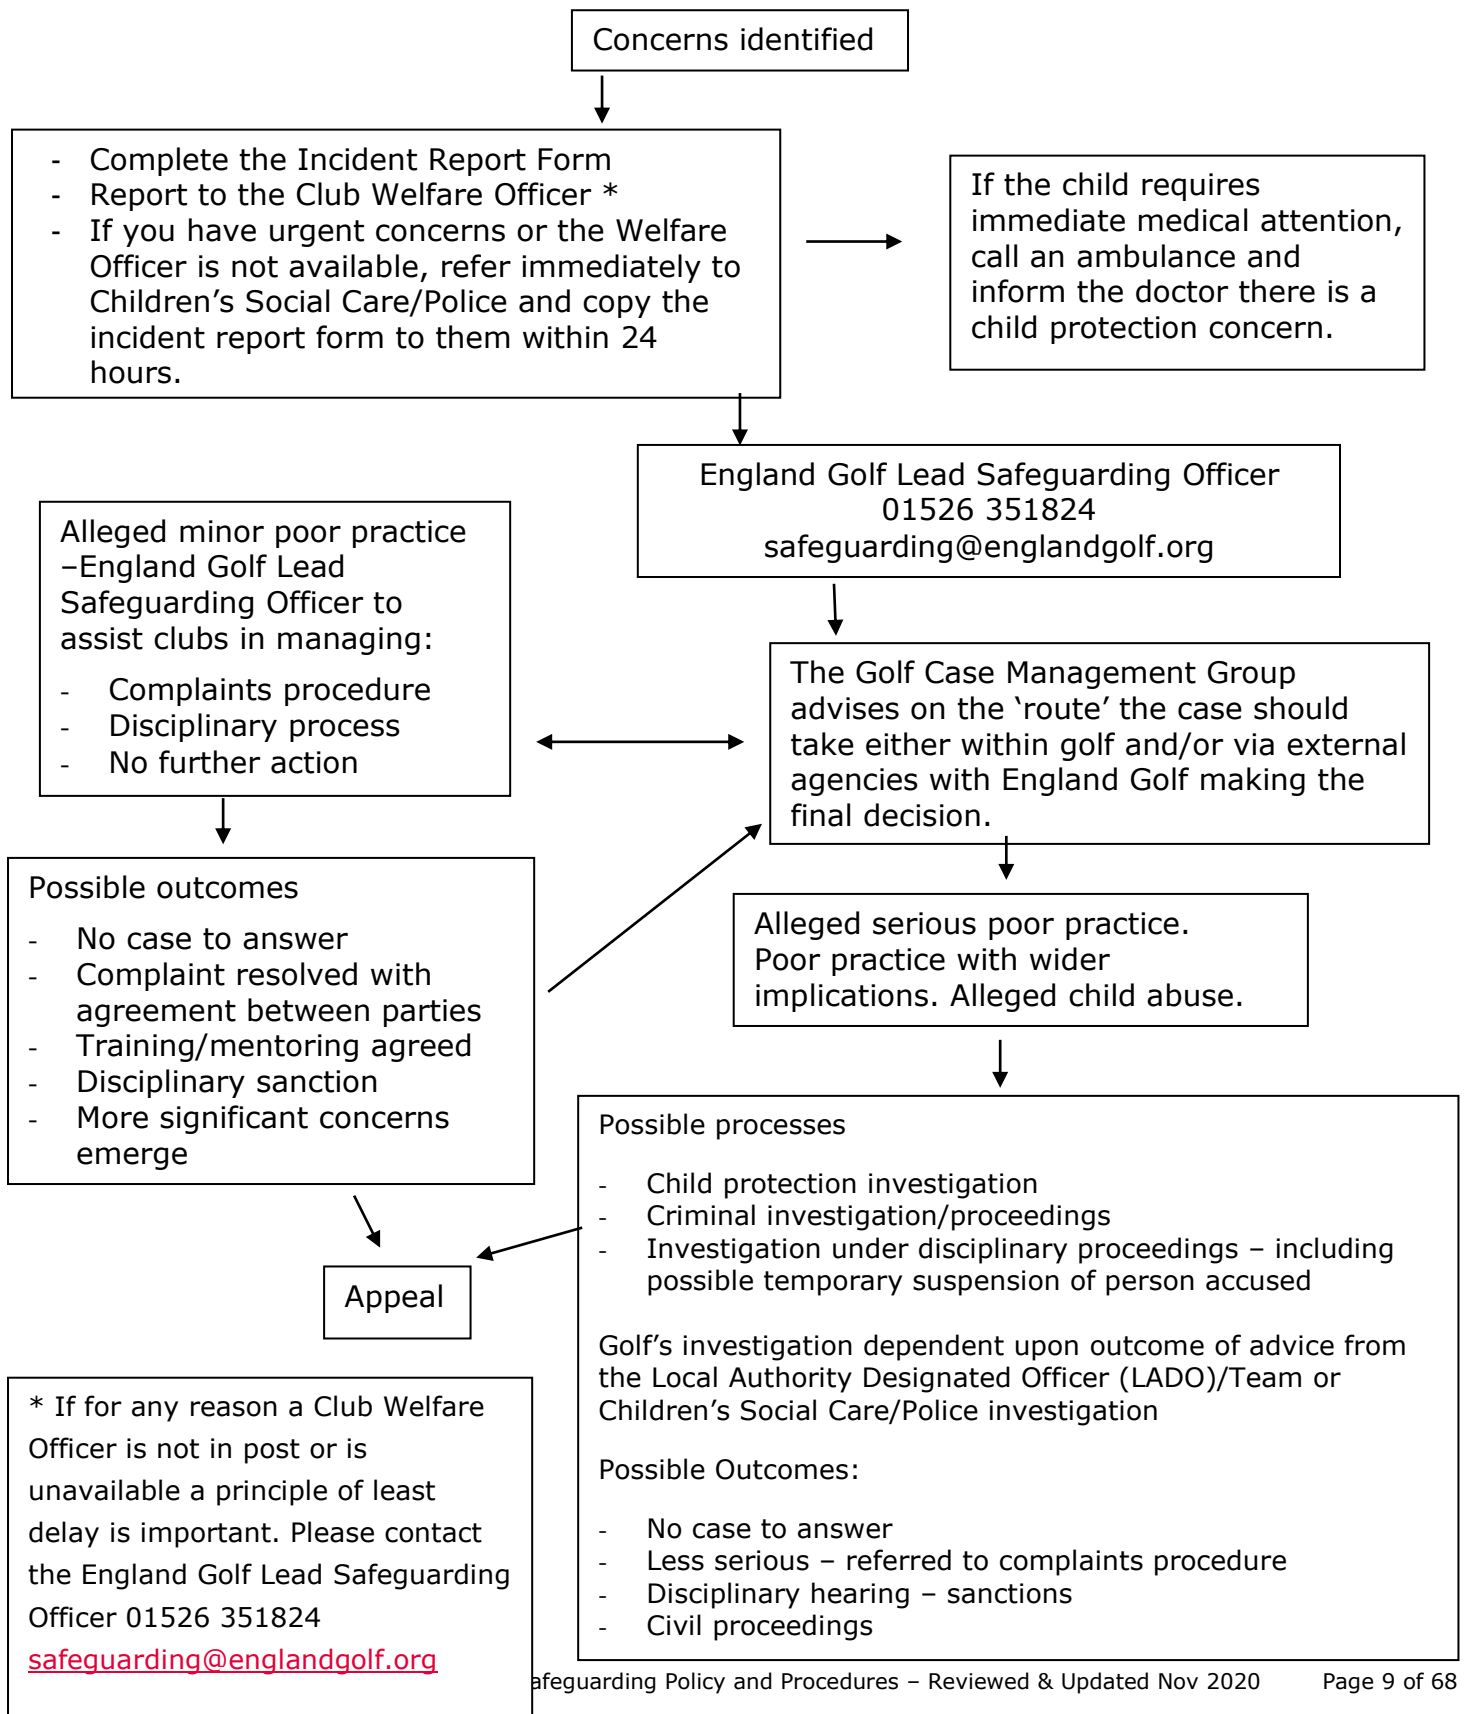 Concerns identified
- Complete the Incident Report Form
- Report to the Club Welfare Officer *
- If you have urgent concerns or the Welfare
Officer is not available, refer immediately to
Children’s Social Care/Police and copy the
incident report form to them within 24
hours.
If the child requires
immediate medical attention,
call an ambulance and
inform the doctor there is a
child protection concern.
England Golf Lead Safeguarding Officer
01526 351824
safeguarding@englandgolf.org
Alleged minor poor practice
–England Golf Lead
Safeguarding Officer to
assist clubs in managing:
- Complaints procedure
- Disciplinary process
- No further action
The Golf Case Management Group
advises on the ‘route’ the case should
take either within golf and/or via external
agencies with England Golf making the
final decision.
Possible outcomes
- No case to answer
- Complaint resolved with
agreement between parties
- Training/mentoring agreed
- Disciplinary sanction
- More significant concerns
emerge
Alleged serious poor practice.
Poor practice with wider
implications. Alleged child abuse.
Possible processes
- Child protection investigation
- Criminal investigation/proceedings
- Investigation under disciplinary proceedings – including
possible temporary suspension of person accused
Golf’s investigation dependent upon outcome of advice from
the Local Authority Designated Officer (LADO)/Team or
Children’s Social Care/Police investigation
Possible Outcomes:
- No case to answer
- Less serious – referred to complaints procedure
- Disciplinary hearing – sanctions
- Civil proceedings
Appeal
* If for any reason a Club Welfare
Officer is not in post or is
unavailable a principle of least
delay is important. Please contact
the England Golf Lead Safeguarding
Officer 01526 351824
safeguarding@englandgolf.org
afeguarding Policy and Procedures – Reviewed & Updated Nov 2020 Page 9 of 68